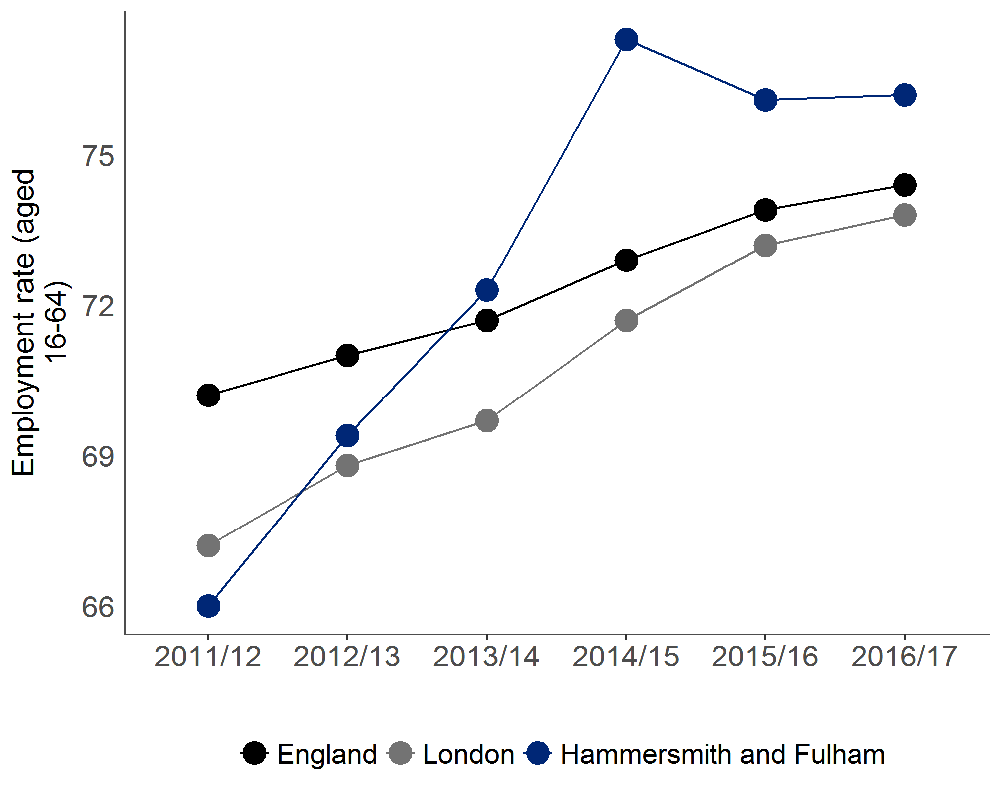 Employment rate (aged
16-64)
75
72
69
66
2011/12 2012/13 2013/14 2014/15 2015/16 2016/17
England London Hammersmith and Fulham